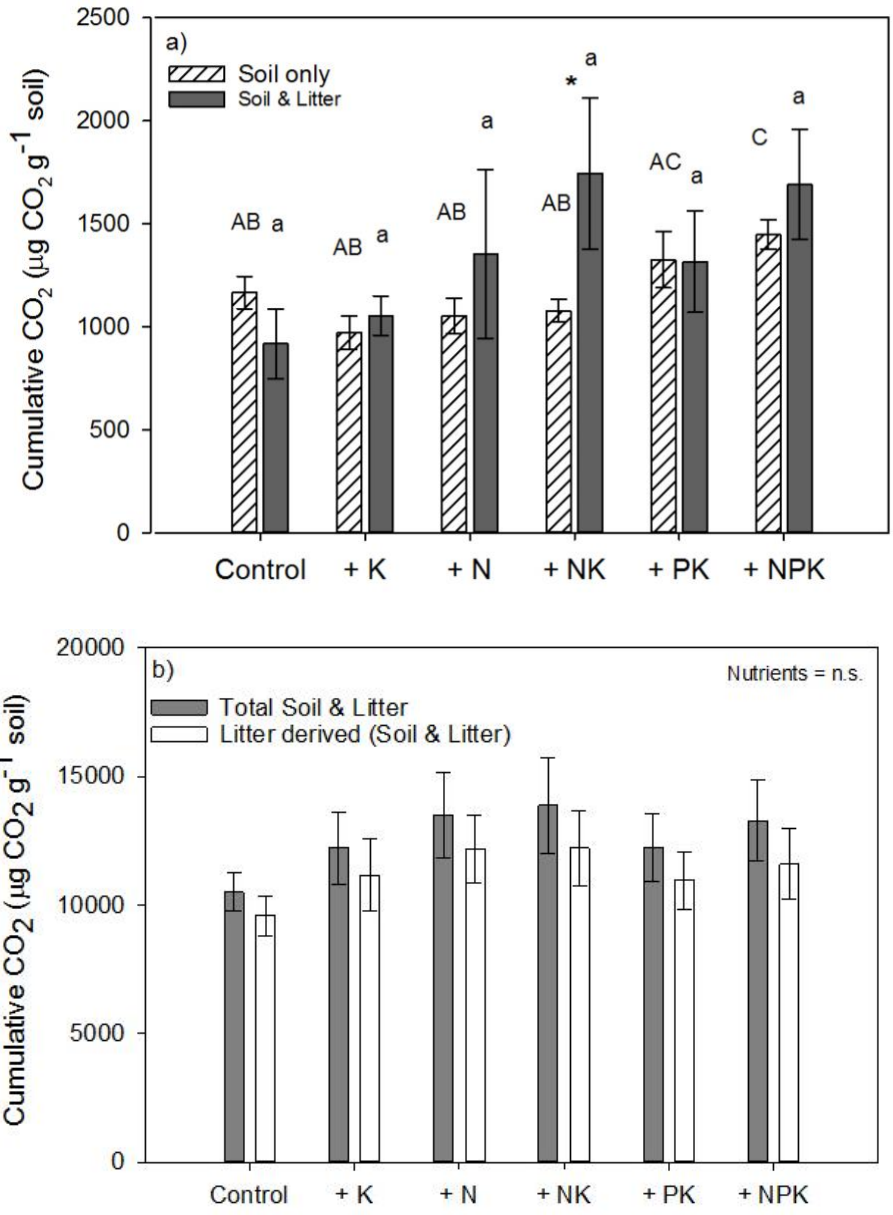 2500
a)
Soil only
Soil & Litter
2000
1500
1000
500
0
Cumulative CO₂ (µg CO₂ g⁻¹ soil)
AB a
AB a
AB a
AB * a
AC a
C a
Control + K + N + NK + PK + NPK
20000
b)
Nutrients = n.s.
Total Soil & Litter
Litter derived (Soil & Litter)
15000
10000
5000
0
Cumulative CO₂ (µg CO₂ g⁻¹ soil)
Control + K + N + NK + PK + NPK